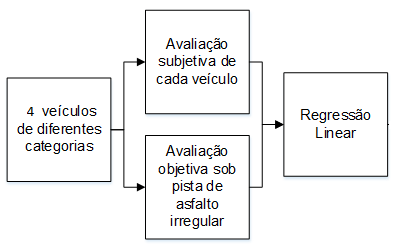 4 veículos
de diferentes
categorias
Avaliação
subjetiva de
cada veículo
Avaliação
objetiva sob
pista de
asfalto
irregular
Regressão
Linear